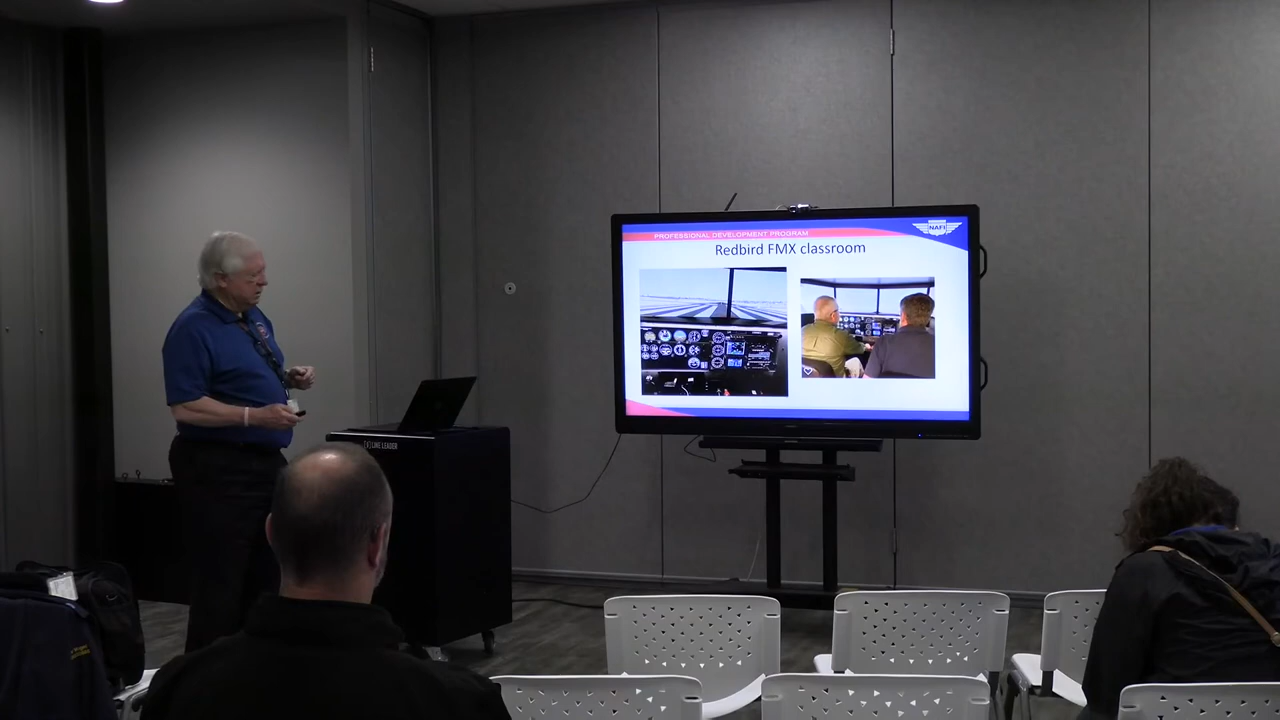 PROFESSIONAL DEVELOPMENT PROGRAM
NAFI
Redbird FMX classroom
LINE LEADER